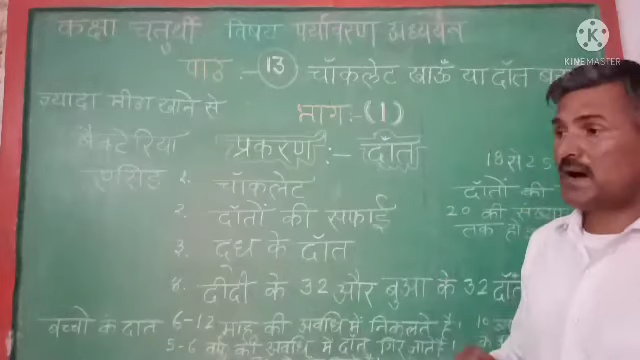 कक्षा चतुर्थी विषय पर्यावरण अध्ययन
पाठ :- 13 चॉकलेट खाऊँ या दाँत
भाग :- (1)
ज्यादा मीठा खाने से
बैक्टेरिया
एसिड
प्रकरण :- दाँत
1. चॉकलेट
2. दाँतों की सफाई
3. दूध के दाँत
4. दीदी के 32 और बुआ के 32 दाँत
18 से 25
दाँतों की
20 की संख्या
तक हो
बच्चो के दात 6-12 माह की अवधि में निकलते है।
5-6 वर्ष की अवधि में दाँत गिर जाते है।
KINEMASTER